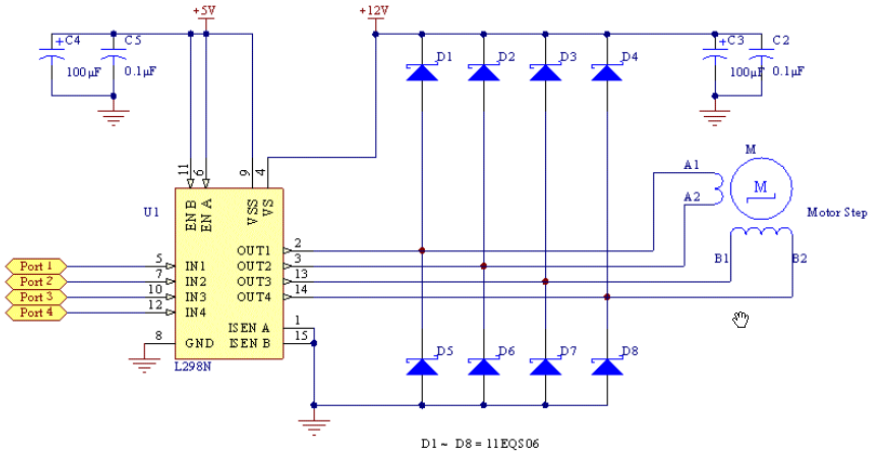 +5V
+12V
C4
C5
100µF
0.1µF
D1
D2
D3
D4
C3
C2
100µF
0.1µF
11
6
9
4
EN B
EN A
VSS
VS
U1
A1
A2
M
M
Motor Step
B1
B2
Port 1
5
IN1
OUT1
2
Port 2
7
IN2
OUT2
3
Port 3
10
IN3
OUT3
13
Port 4
12
IN4
OUT4
14
ISEN A
1
8
GND
ISEN B
15
L298N
D5
D6
D7
D8
D1 ~ D8 = 11EQS06